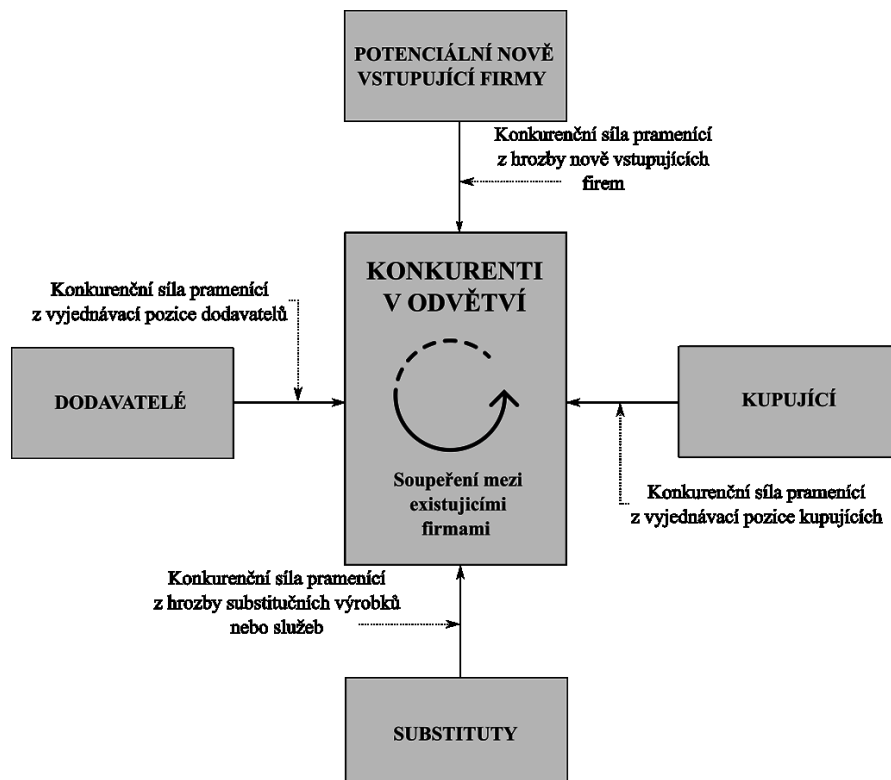 POTENCIÁLNÍ NOVĚ
VSTUPUJÍCÍ FIRMY
Konkurenční síla pramenící
z hrozby nově vstupujících
firem
KONKURENTI
V ODVĚTVÍ
Konkurenční síla pramenící
z vyjednávací pozice dodavatelů
DODAVATELÉ
KUPUJÍCÍ
Soupeření mezi
existujicími
firmami
Konkurenční síla pramenící
z vyjednávací pozice kupujících
Konkurenční síla pramenící
z hrozby substitučních výrobků
nebo služeb
SUBSTITUTY